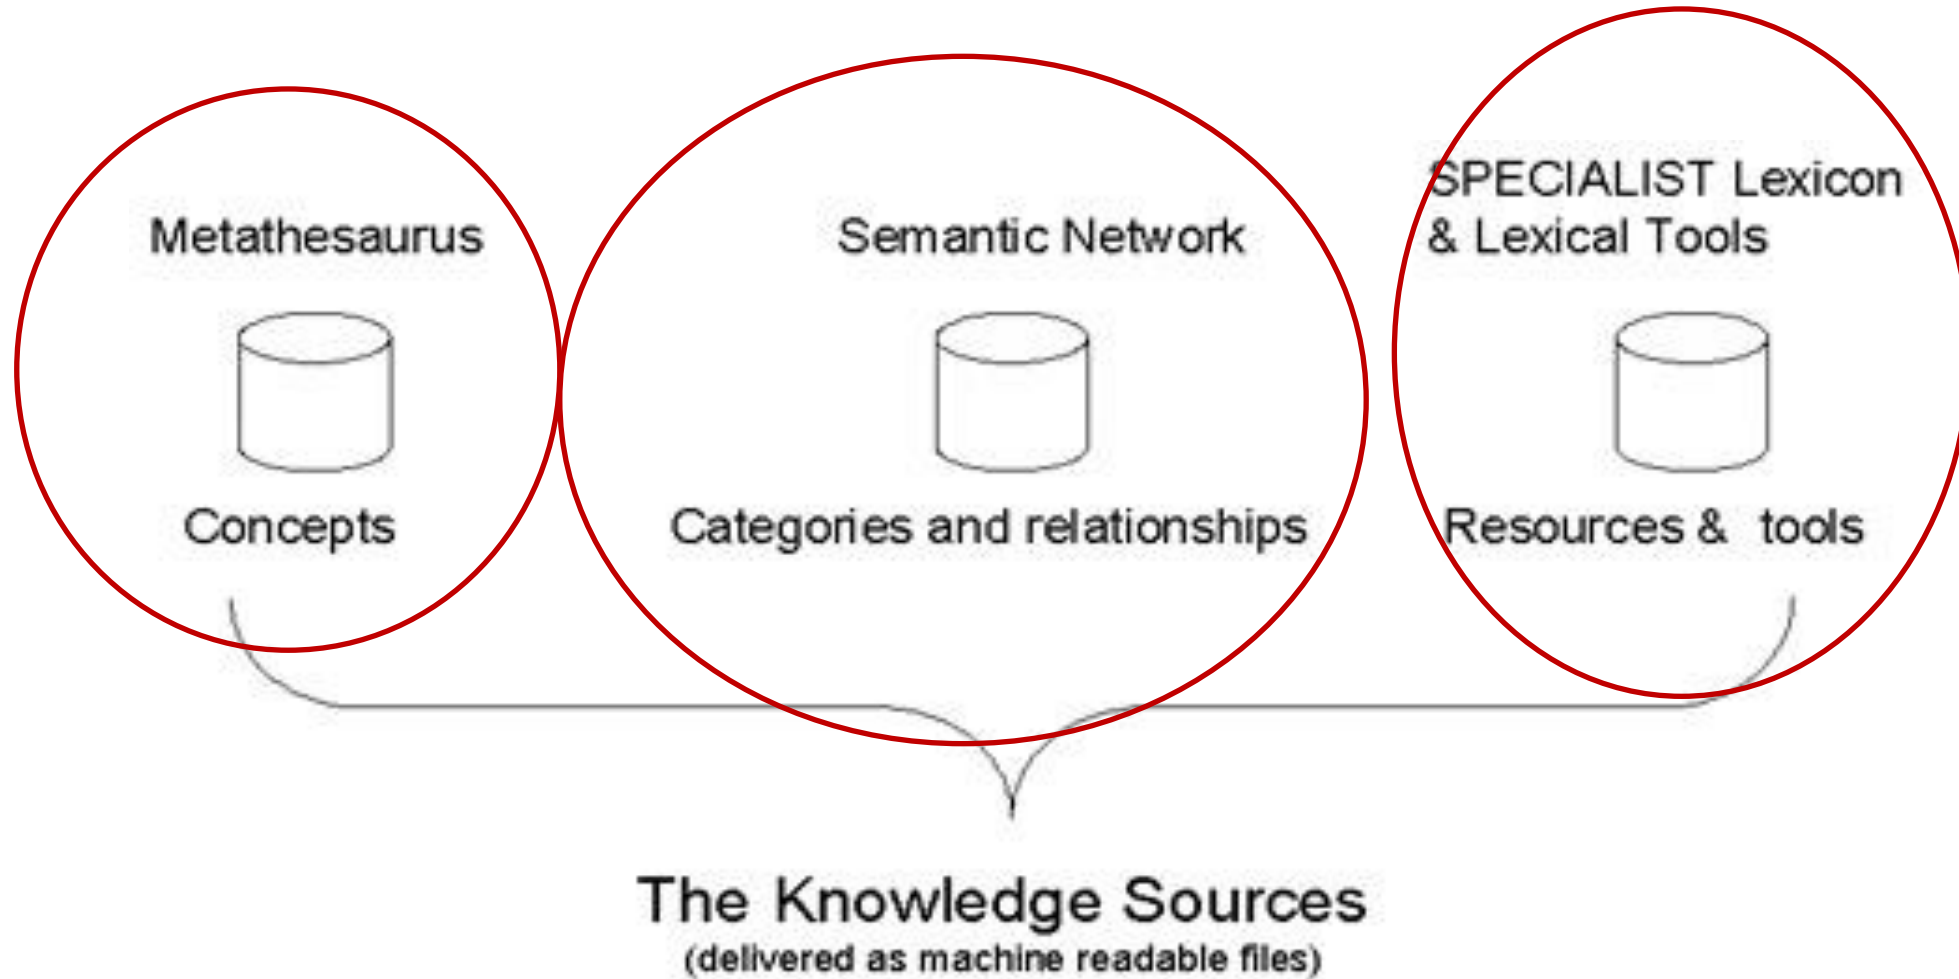 Metathesaurus
Concepts
Semantic Network
Categories and relationships
SPECIALIST Lexicon
& Lexical Tools
Resources & tools
The Knowledge Sources
(delivered as machine readable files)